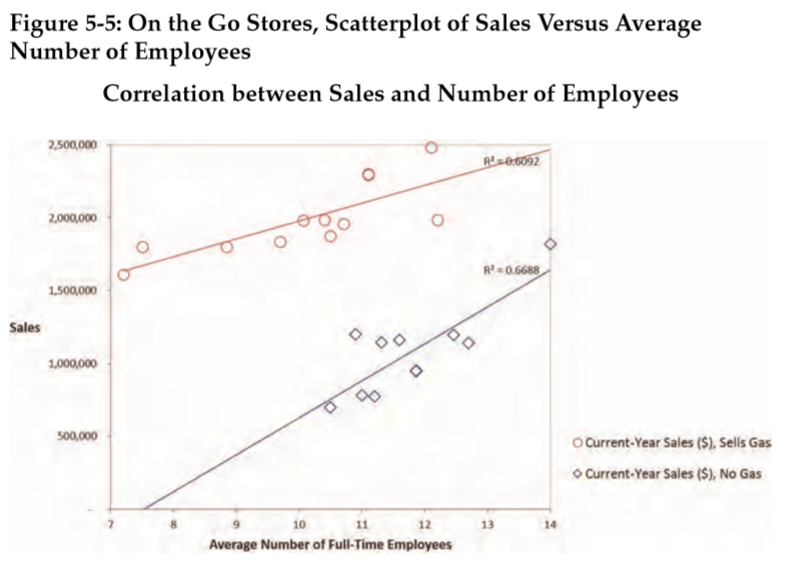 Figure 5-5: On the Go Stores, Scatterplot of Sales Versus Average
Number of Employees
Correlation between Sales and Number of Employees
2,500,000
R² = 0.6092
2,000,000
R² = 0.6688
1,500,000
Sales
1,000,000
500,000
Current-Year Sales ($), Sells Gas
Current-Year Sales ($), No Gas
-
7 8 9 10 11 12 13 14
Average Number of Full-Time Employees